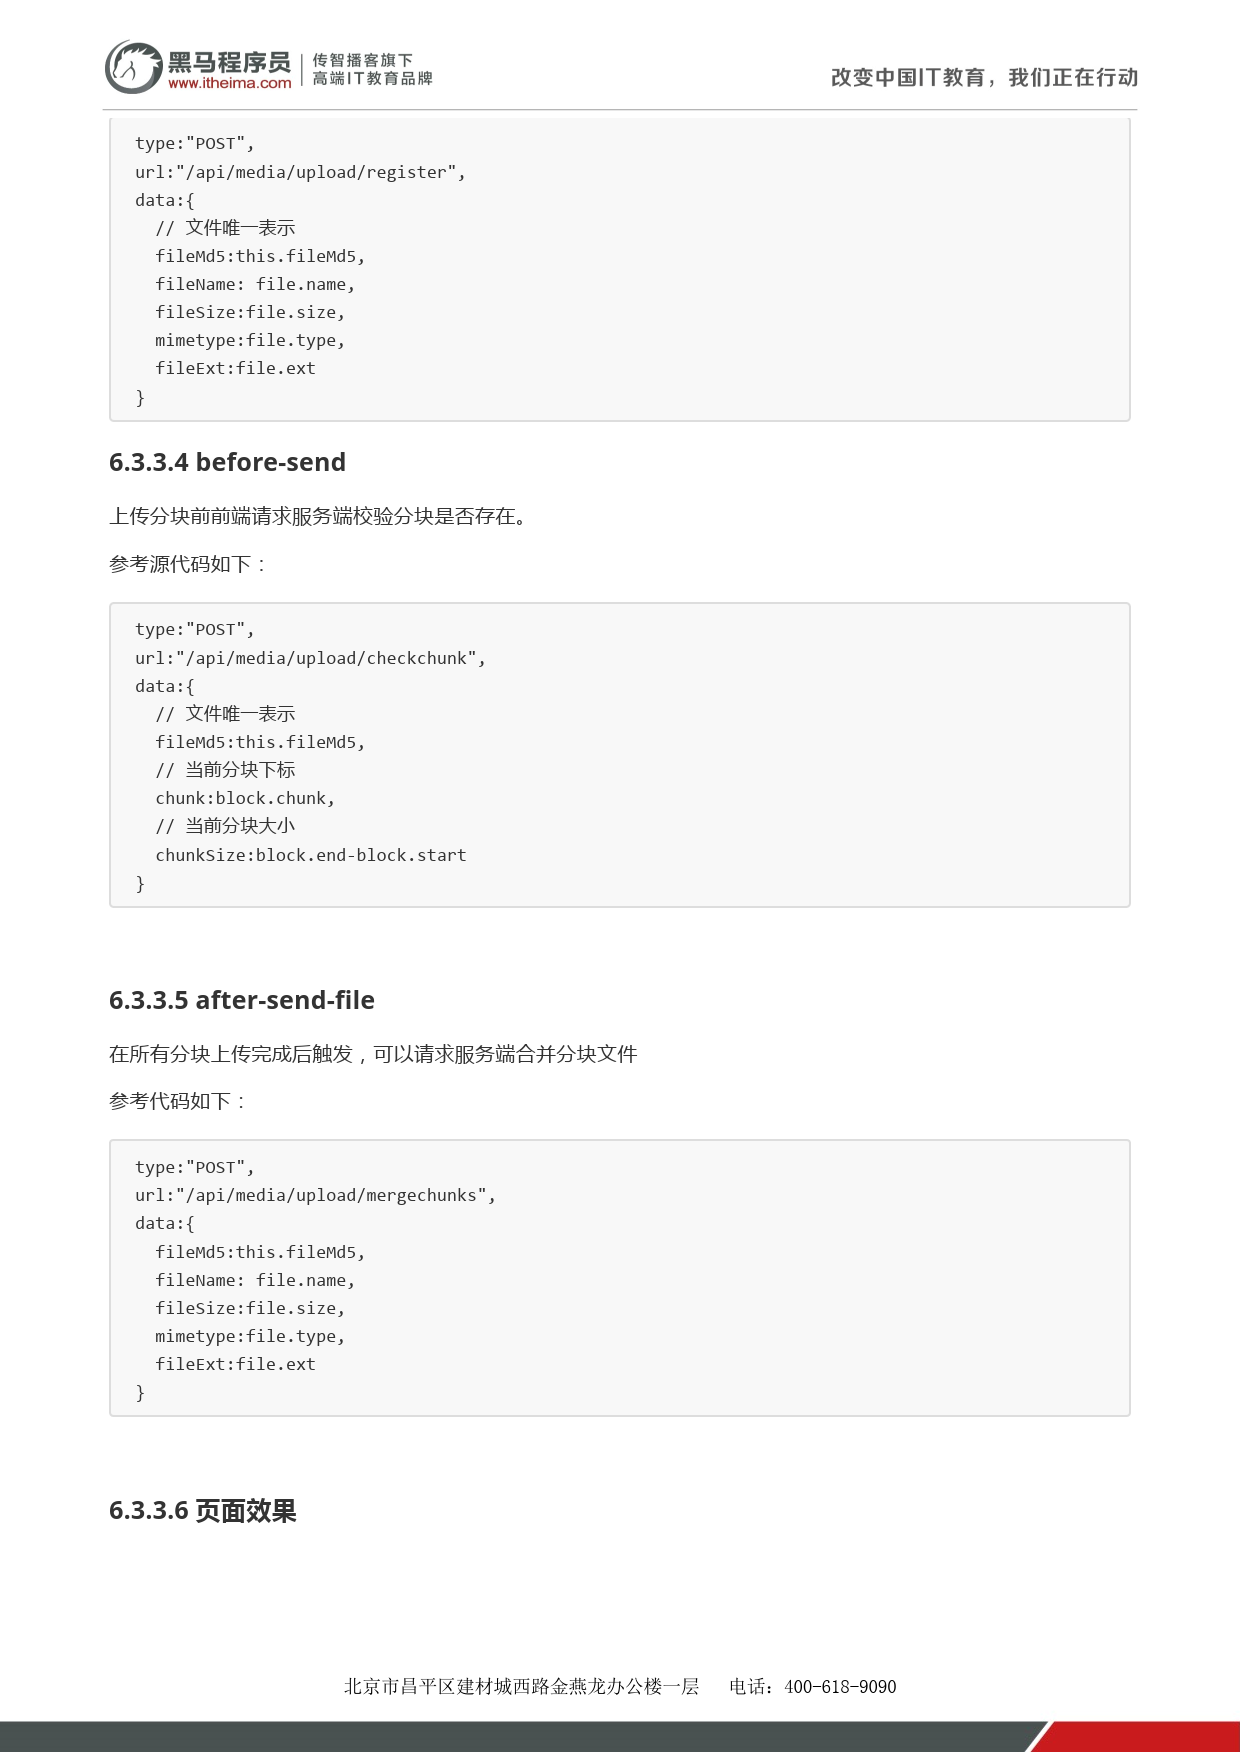 黑马程序员
www.itheima.com
传智播客旗下
高端IT教育品牌
改变中国IT教育，我们正在行动
type:"POST",
url:"/api/media/upload/register",
data:{
  // 文件唯一表示
  fileMd5:this.fileMd5,
  fileName: file.name,
  fileSize:file.size,
  mimetype:file.type,
  fileExt:file.ext
}
6.3.3.4 before-send
上传分块前前端请求服务端校验分块是否存在。
参考源代码如下：
type:"POST",
url:"/api/media/upload/checkchunk",
data:{
  // 文件唯一表示
  fileMd5:this.fileMd5,
  // 当前分块下标
  chunk:block.chunk,
  // 当前分块大小
  chunkSize:block.end-block.start
}
6.3.3.5 after-send-file
在所有分块上传完成后触发，可以请求服务端合并分块文件
参考代码如下：
type:"POST",
url:"/api/media/upload/mergechunks",
data:{
  fileMd5:this.fileMd5,
  fileName: file.name,
  fileSize:file.size,
  mimetype:file.type,
  fileExt:file.ext
}
6.3.3.6 页面效果
北京市昌平区建材城西路金燕龙办公楼一层 电话：400-618-9090